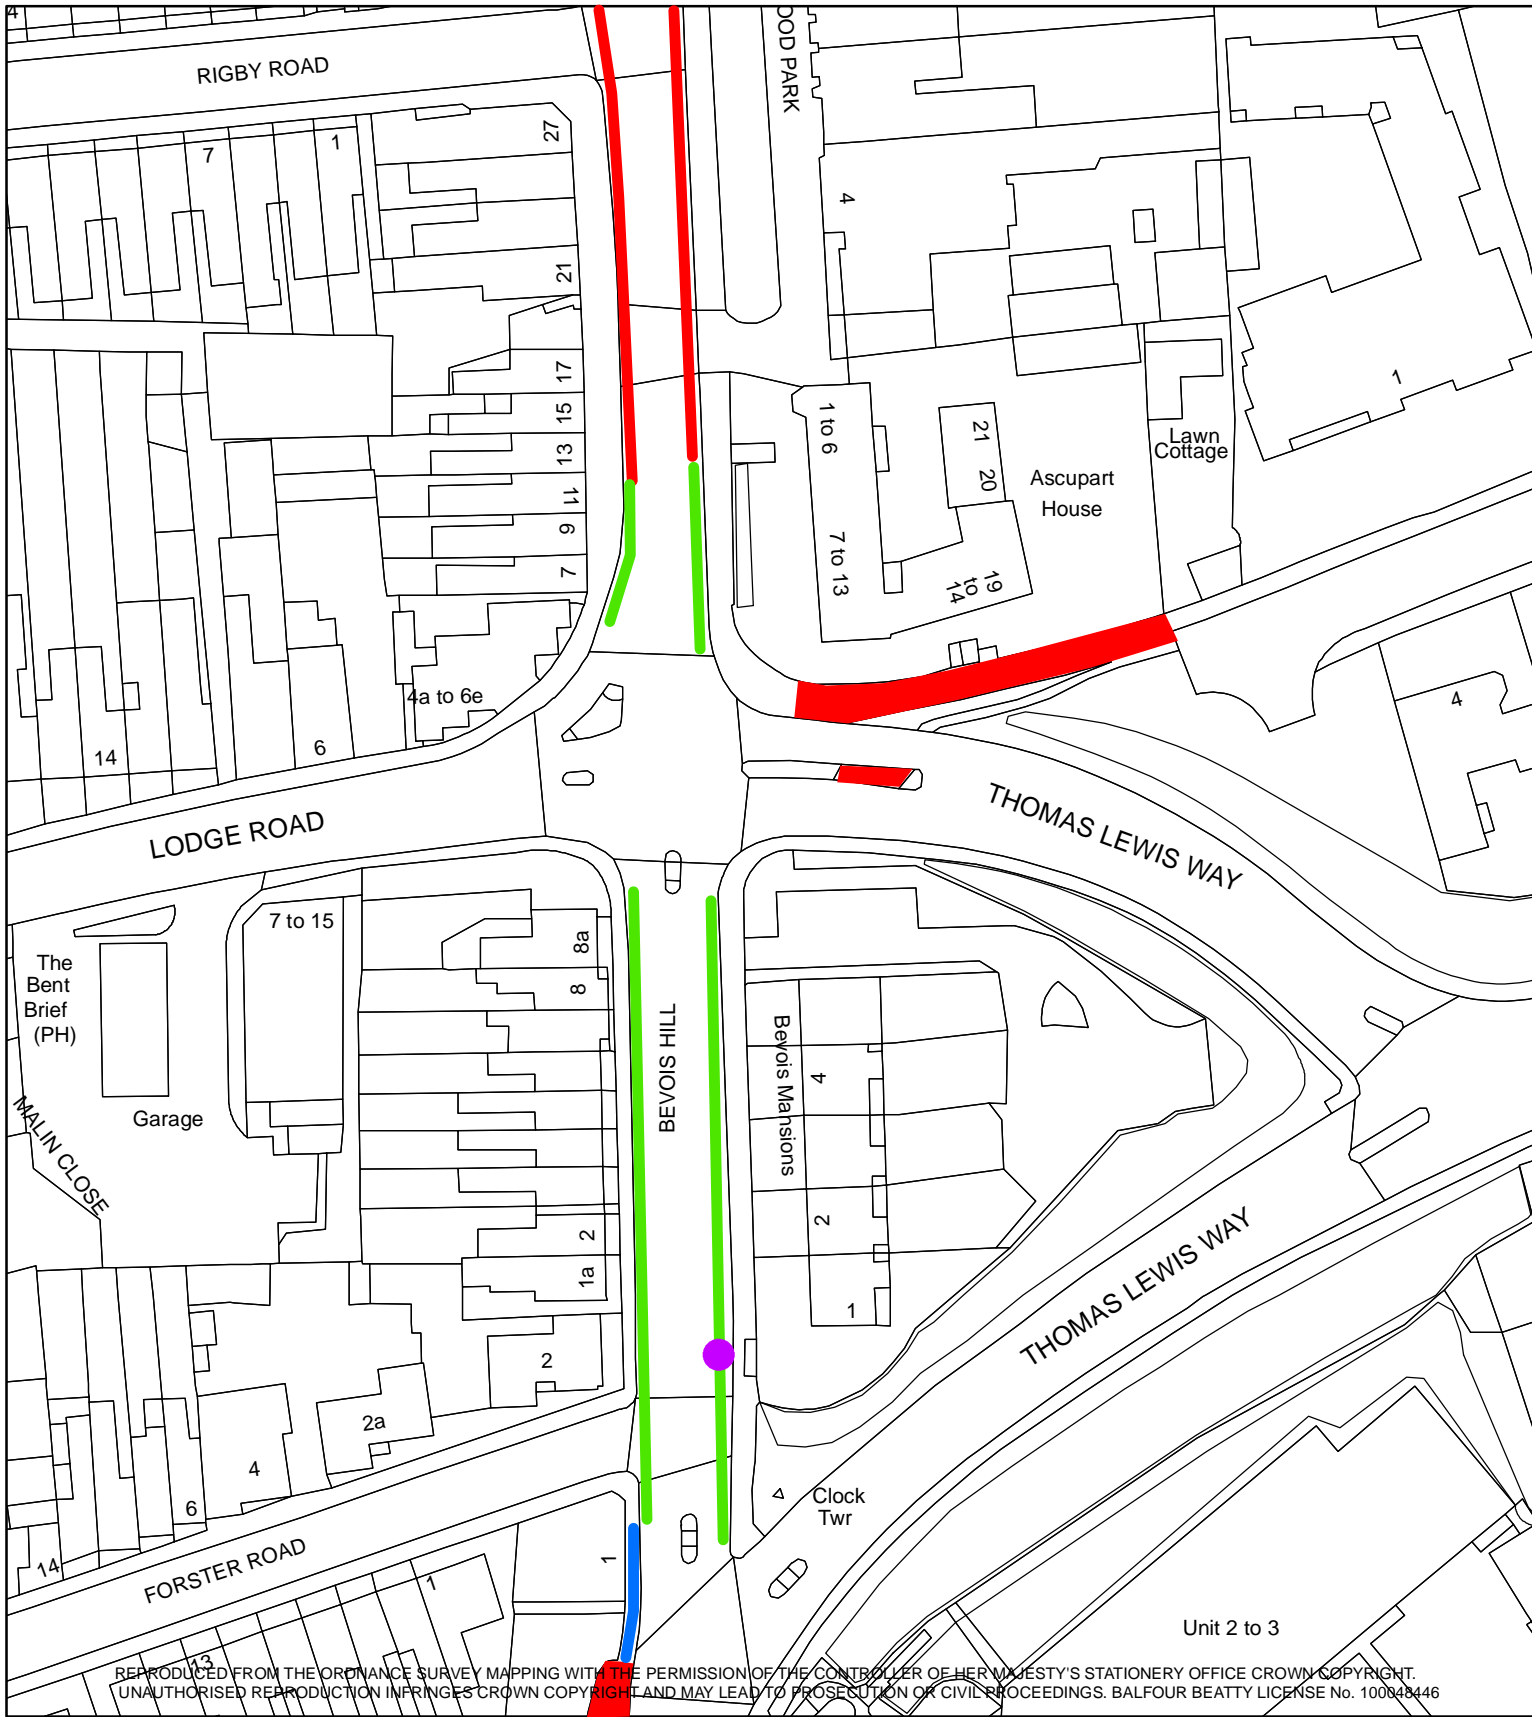 4
RIGBY ROAD
OOD PARK
7
1
27
4
21
17
15
13
11
9
7
1 to 6
7 to 13
21
20
19
to
14
Ascupart
House
Lawn
Cottage
1
4
4a to 6e
14
6
LODGE ROAD
THOMAS LEWIS WAY
7 to 15
The
Bent
Brief
(PH)
Garage
MALIN CLOSE
8a
8
BEVOIS HILL
Bevois Mansions
4
2
1
2
1a
2
THOMAS LEWIS WAY
2a
4
6
14
FORSTER ROAD
1
1
13
Clock
Twr
Unit 2 to 3
REPRODUCED FROM THE ORDNANCE SURVEY MAPPING WITH THE PERMISSION OF THE CONTROLLER OF HER MAJESTY'S STATIONERY OFFICE CROWN COPYRIGHT.
UNAUTHORISED REPRODUCTION INFRINGES CROWN COPYRIGHT AND MAY LEAD TO PROSECUTION OR CIVIL PROCEEDINGS. BALFOUR BEATTY LICENSE No. 100048446